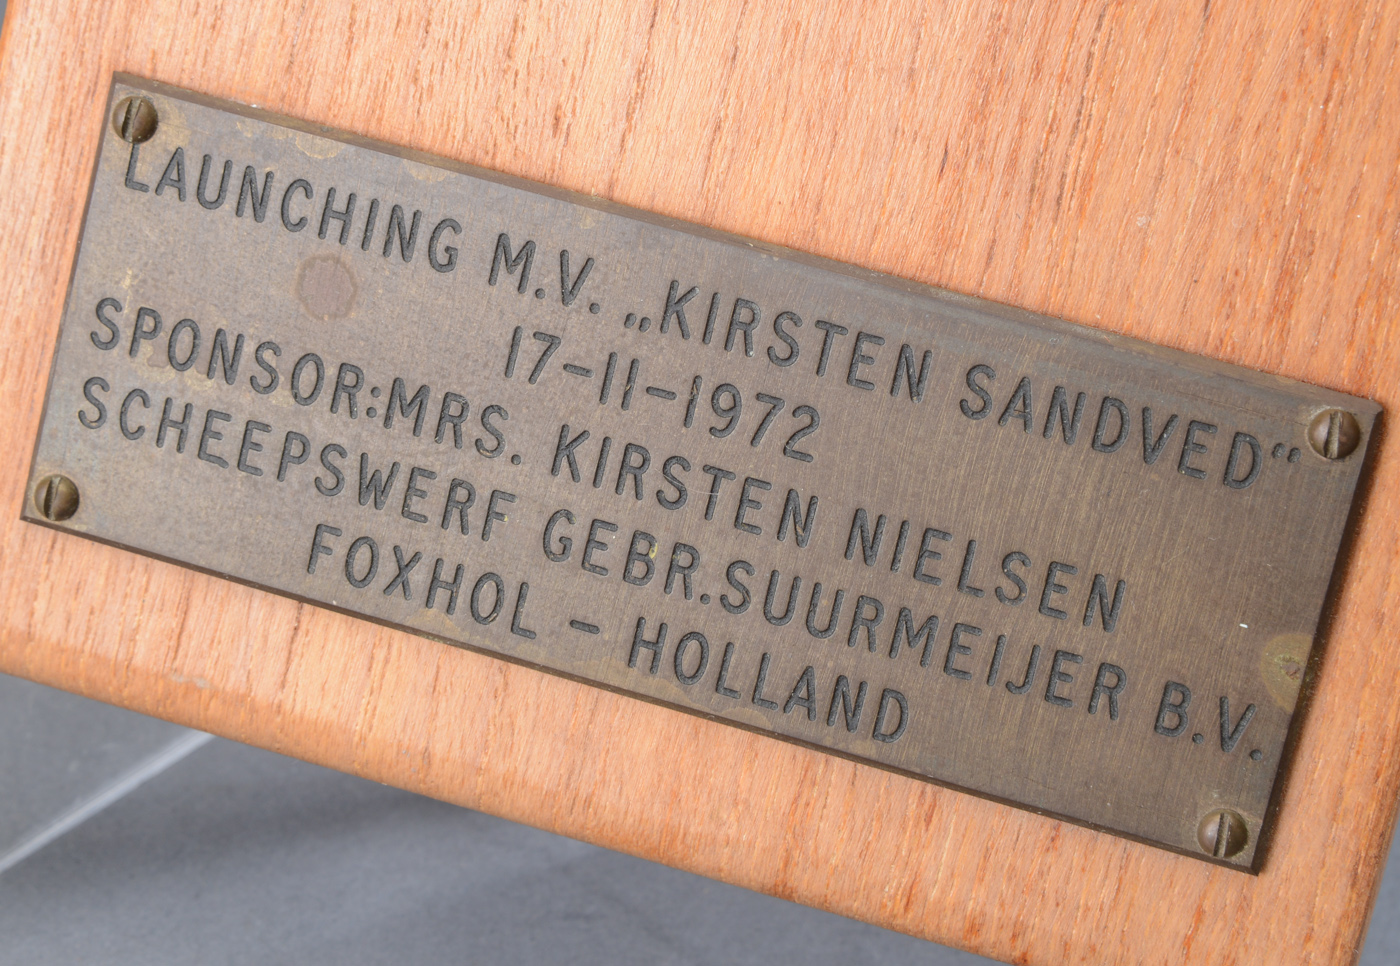 LAUNCHING M.V. „KIRSTEN SANDVED“
17-11-1972
SPONSOR:MRS. KIRSTEN NIELSEN
SCHEEPSWERF GEBR.SUURMEIJER B.V.
FOXHOL - HOLLAND